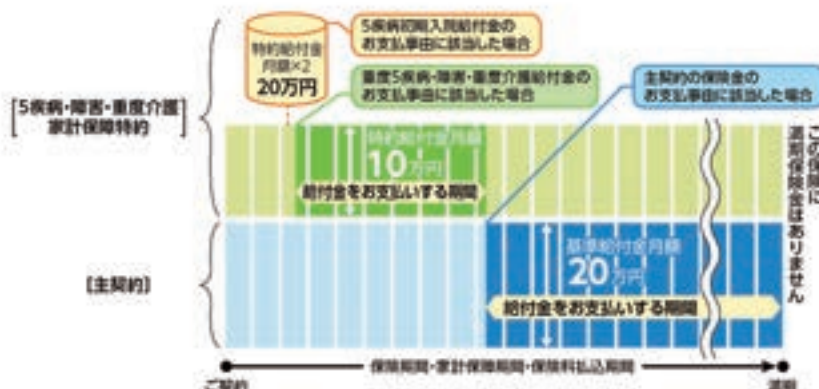 5疾病初期入院給付金の
お支払事由に該当した場合
特約給付金
月額×2
20万円
重度5疾病・障害・重度介護給付金の
お支払事由に該当した場合
主契約の保険金の
お支払事由に該当した場合
[5疾病・障害・重度介護
家計保障特約]
特約給付金月額
10万円
給付金をお支払いする期間
この保険に
満期保険金はありません
[主契約]
基準給付金月額
20万円
給付金をお支払いする期間
保険期間・家計保障期間・保険料払込期間
ご契約
満期